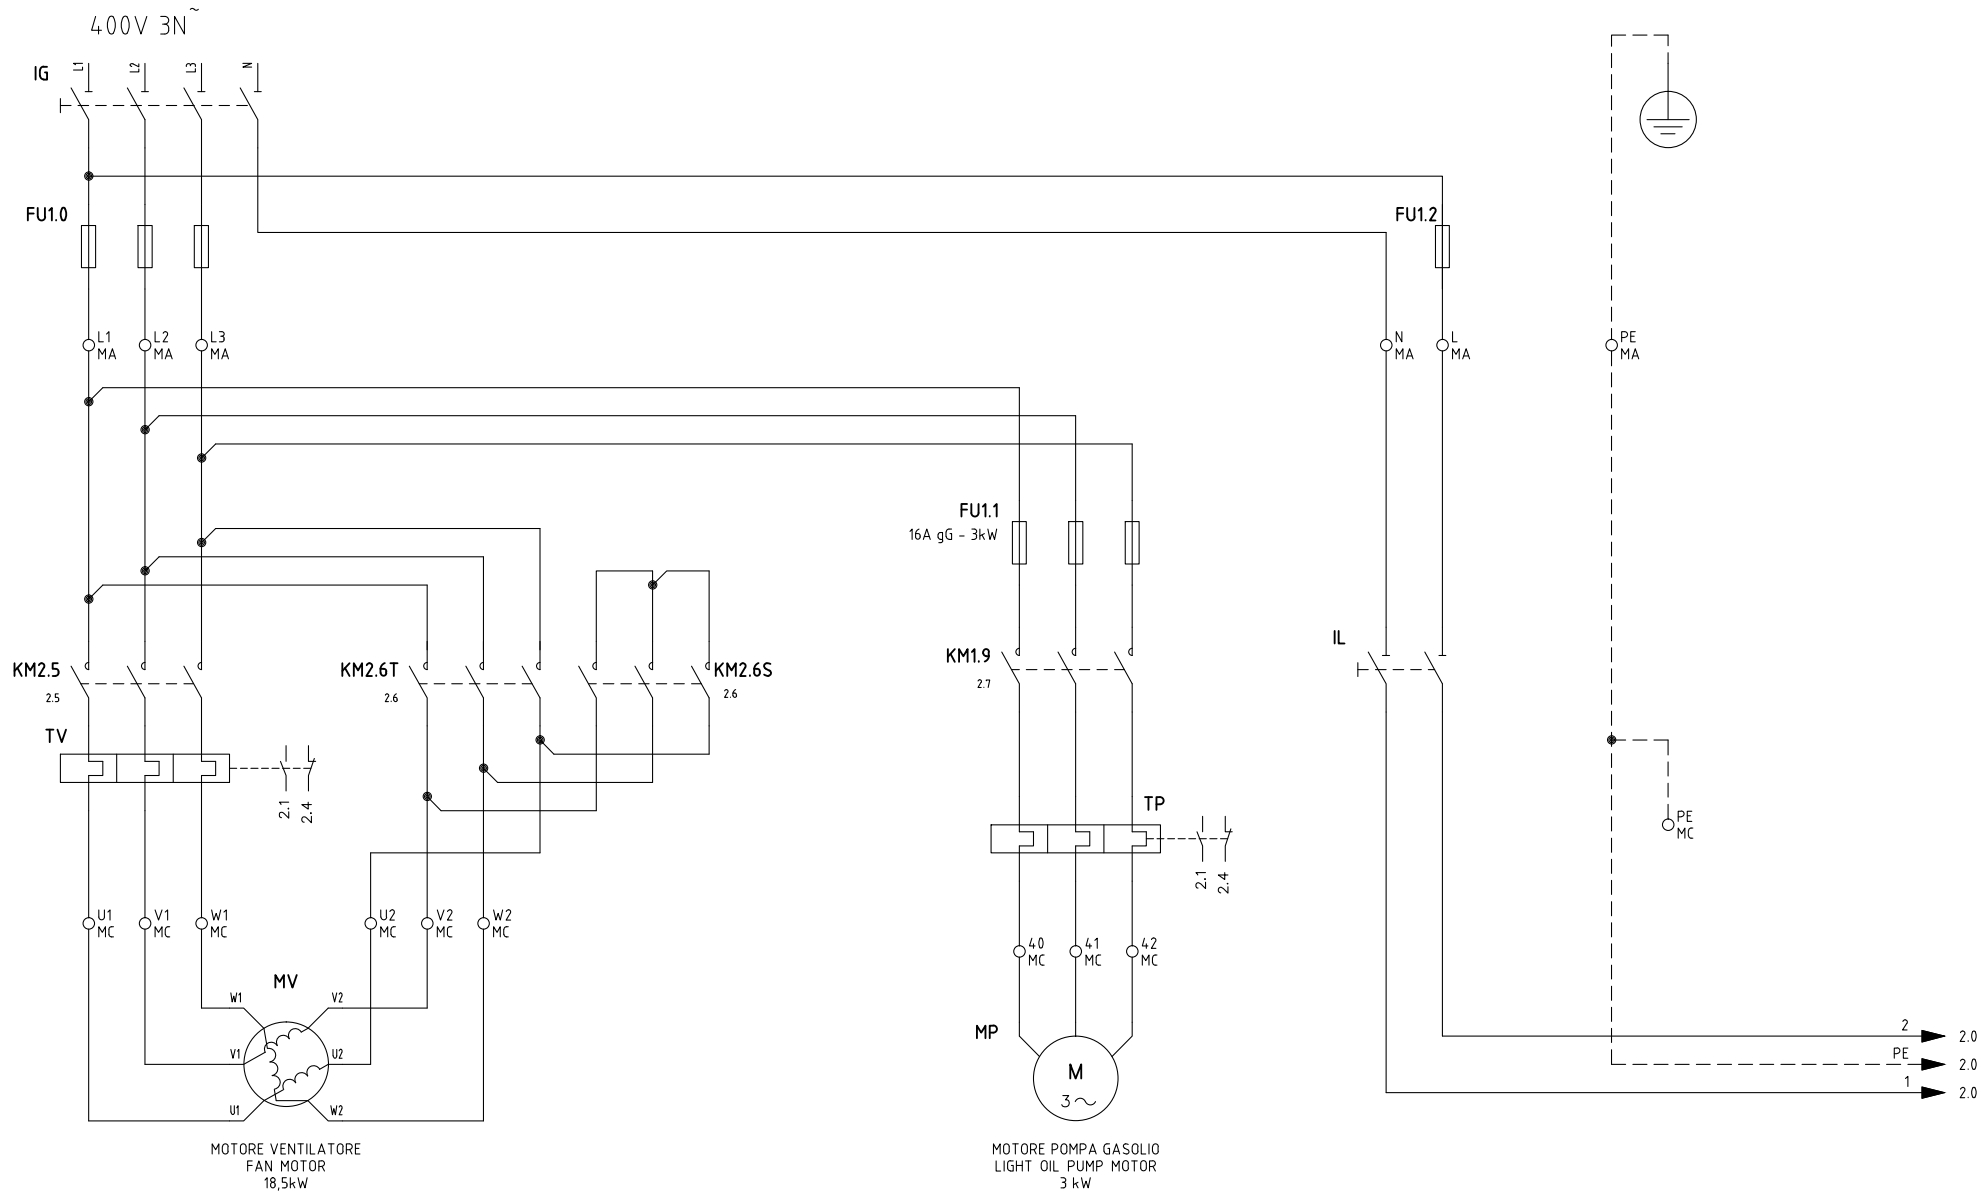 400V 3N~
IG
L1
L2
L3
N
FU1.0
FU1.2
L1
MA
L2
MA
L3
MA
N
MA
L
MA
PE
MA
FU1.1
16A gG - 3kW
KM2.5
2.5
KM2.6T
2.6
KM2.6S
2.6
KM1.9
2.7
IL
TV
2.1
2.4
TP
2.1
2.4
PE
MC
U1
MC
V1
MC
W1
MC
U2
MC
V2
MC
W2
MC
40
MC
41
MC
42
MC
MV
W1
V2
V1
U2
U1
W2
MP
M
3~
2
2.0
PE
2.0
1
2.0
MOTORE VENTILATORE
FAN MOTOR
18,5kW
MOTORE POMPA GASOLIO
LIGHT OIL PUMP MOTOR
3 kW